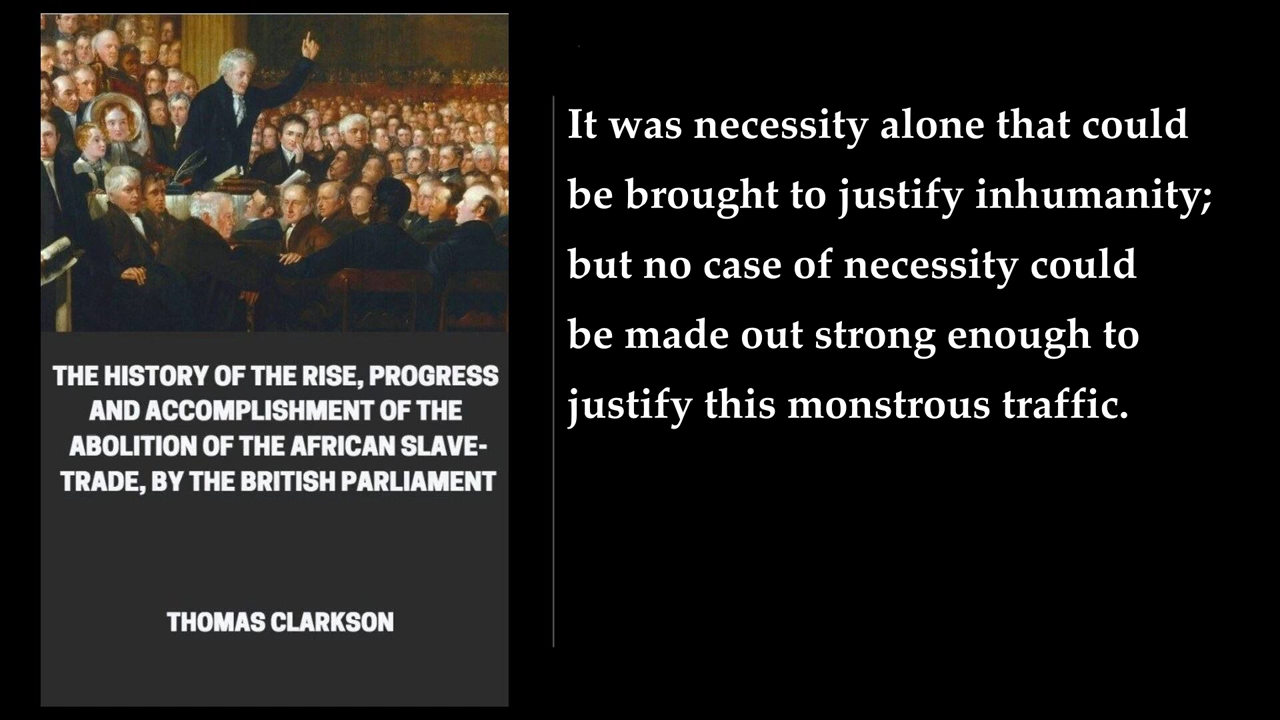 THE HISTORY OF THE RISE, PROGRESS
AND ACCOMPLISHMENT OF THE
ABOLITION OF THE AFRICAN SLAVE-
TRADE, BY THE BRITISH PARLIAMENT
THOMAS CLARKSON
It was necessity alone that could
be brought to justify inhumanity;
but no case of necessity could
be made out strong enough to
justify this monstrous traffic.